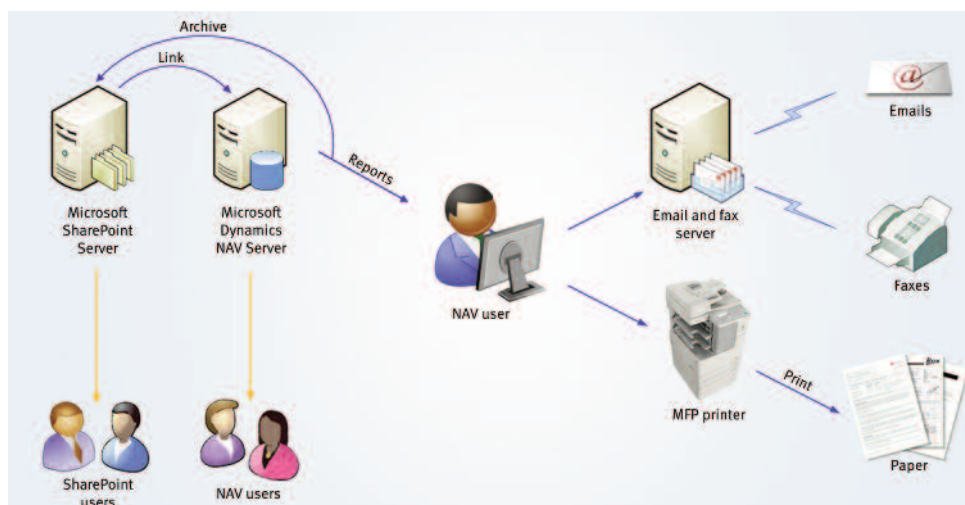 Archive
Link
Reports
Microsoft
SharePoint
Server
Microsoft
Dynamics
NAV Server
NAV user
Email and fax
server
Emails
Faxes
MFP printer
Print
Paper
SharePoint
users
NAV users